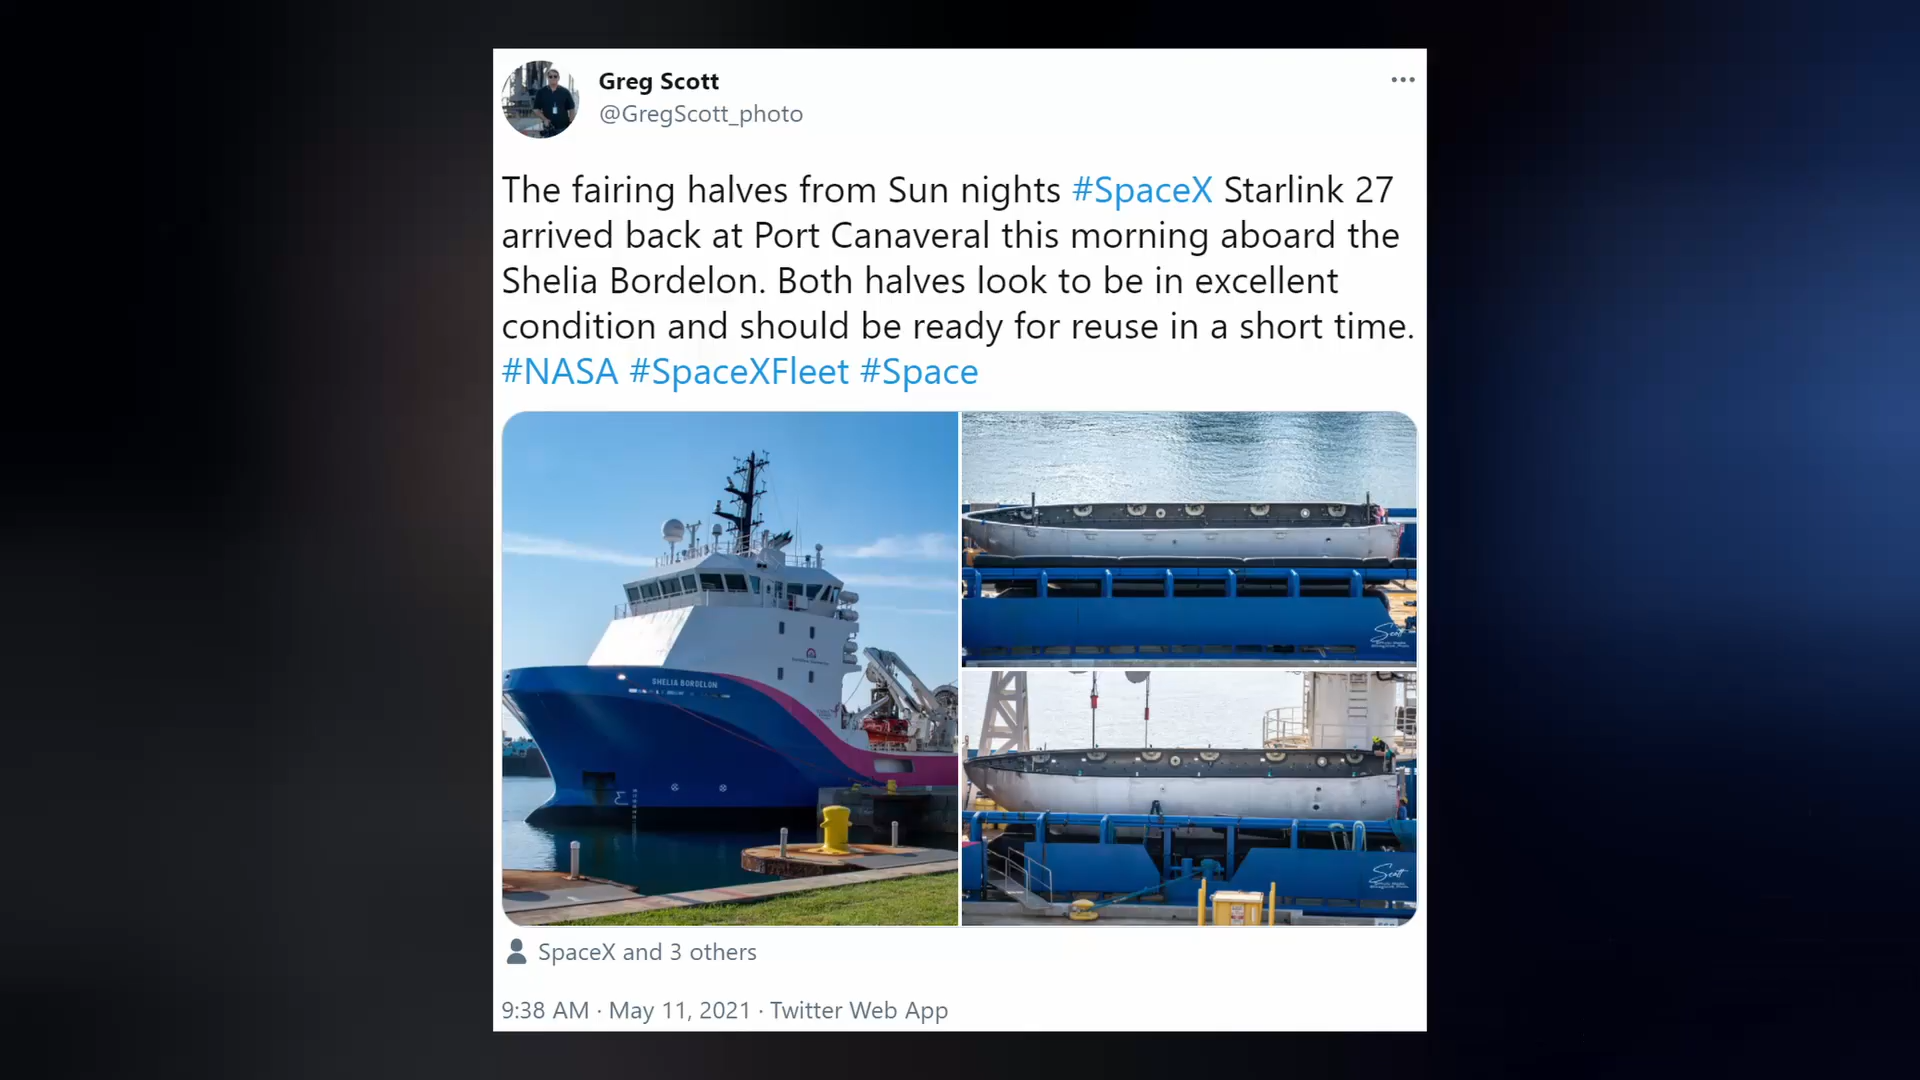 Greg Scott
@GregScott_photo
The fairing halves from Sun nights #SpaceX Starlink 27
arrived back at Port Canaveral this morning aboard the
Shelia Bordelon. Both halves look to be in excellent
condition and should be ready for reuse in a short time.
#NASA #SpaceXFleet #Space
SHELIA BORDELON
Scott
Scott
SpaceX and 3 others
9:38 AM · May 11, 2021 · Twitter Web App